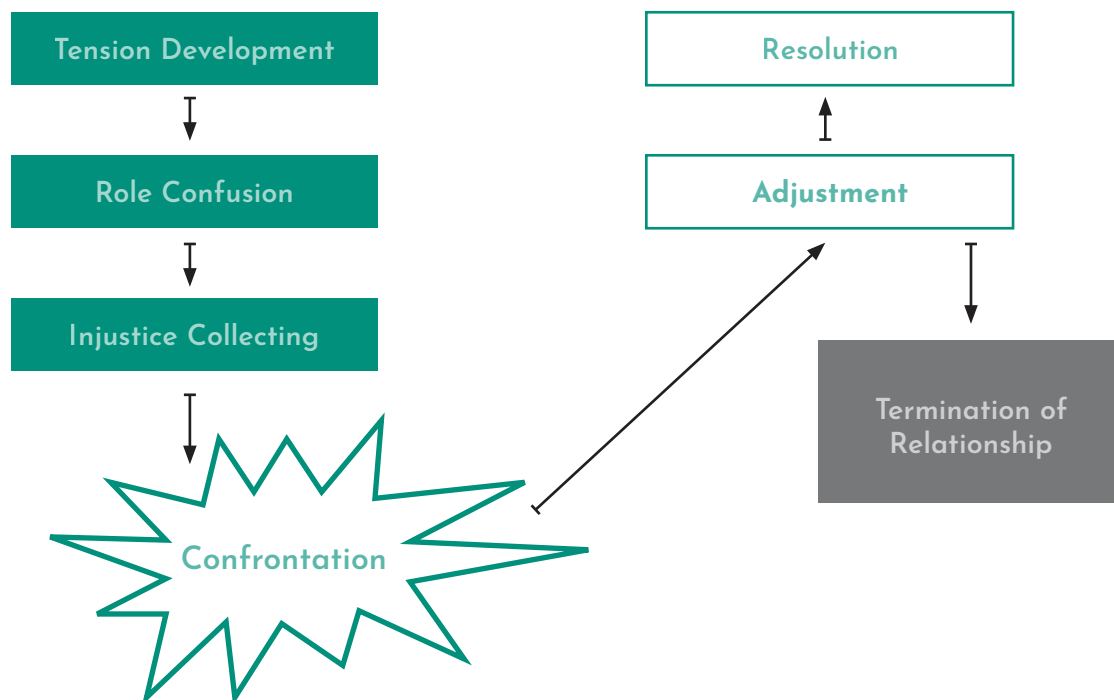 Tension Development
Role Confusion
Injustice Collecting
Confrontation
Resolution
Adjustment
Termination of
Relationship